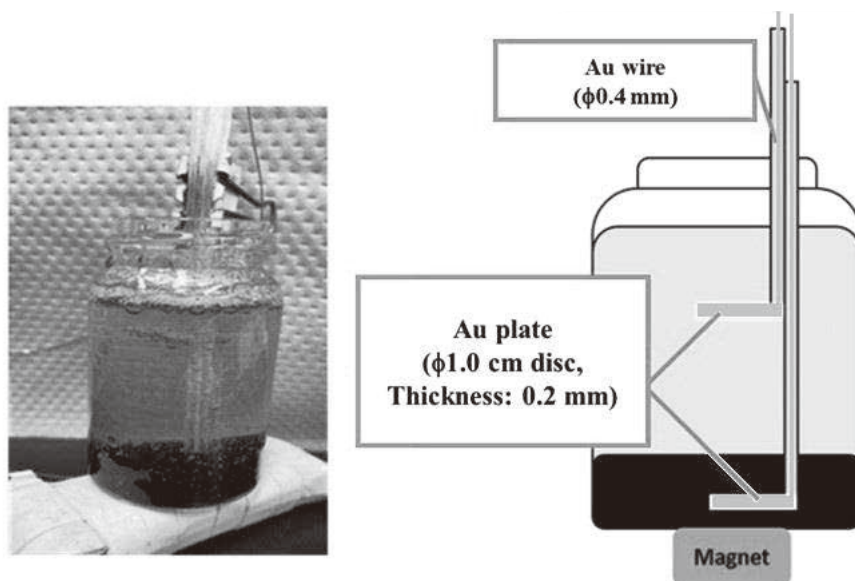 Au wire
(ϕ0.4 mm)
Au plate
(ϕ1.0 cm disc,
Thickness: 0.2 mm)
Magnet